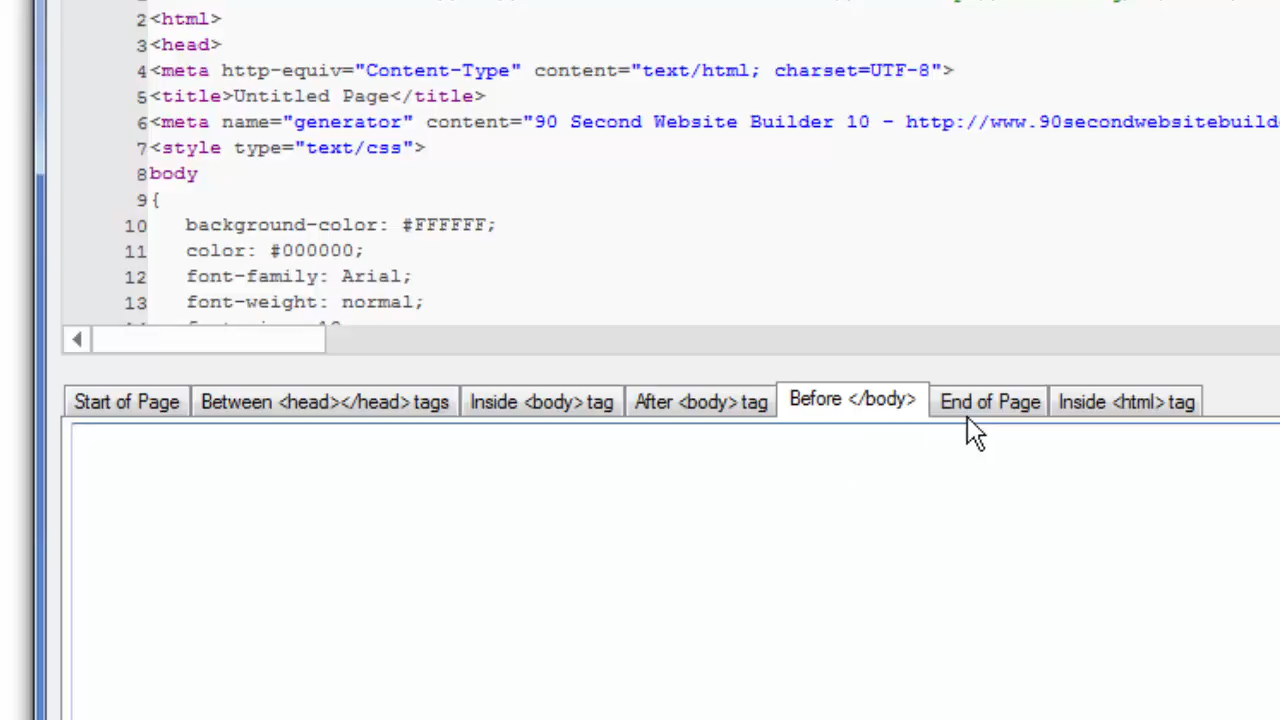 2<html>
3<head>
4<meta http-equiv="Content-Type" content="text/html; charset=UTF-8">
5<title>Untitled Page</title>
6<meta name="generator" content="90 Second Website Builder 10 - http://www.90secondwebsitebuild
7<style type="text/css">
8body
9{
10 background-color: #FFFFFF;
11 color: #000000;
12 font-family: Arial;
13 font-weight: normal;
Start of Page Between <head></head> tags Inside <body> tag After <body> tag Before </body> End of Page Inside <html> tag